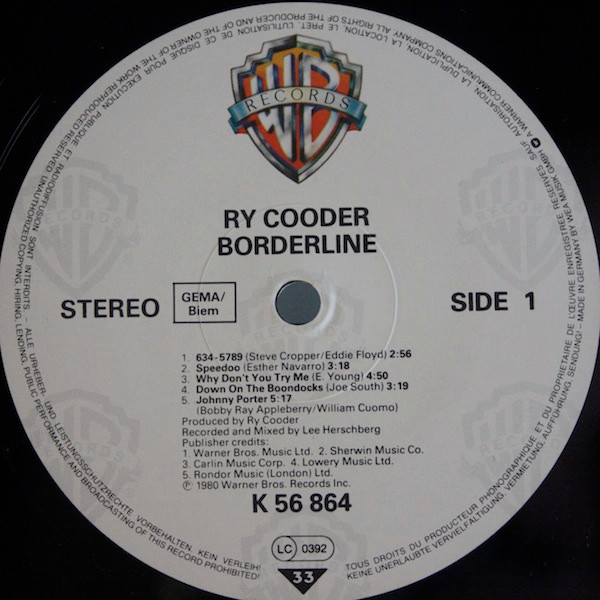 WB
RECORDS
RY COODER
BORDERLINE
STEREO
GEMA/
Biem
SIDE 1
1. 634-5789 (Steve Cropper/Eddie Floyd) 2:56
2. Speedoo (Esther Navarro) 3:18
3. Why Don't You Try Me (E. Young) 4:50
4. Down On The Boondocks (Joe South) 3:19
5. Johnny Porter 5:17
(Bobby Ray Appleberry/William Cuomo)
Produced by Ry Cooder
Recorded and Mixed by Lee Herschberg
Publisher credits:
1. Warner Bros. Music Ltd. 2. Sherwin Music Co.
3. Carlin Music Corp. 4. Lowery Music Ltd.
5. Rondor Music (London) Ltd.
℗ 1980 Warner Bros. Records Inc.
K 56 864
LC 0392
33
TOUS DROITS DU PRODUCTEUR PHONOGRAPHIQUE ET DU PROPRIETAIRE DE L'ŒUVRE ENREGISTREE RESERVES. SAUF AUTORISATION, LA DUPLICATION, LA LOCATION, LE PRET, L'UTILISATION DE CE DISQUE POUR EXECUTION PUBLIQUE ET RADIODIFFUSION SONT INTERDITS - ALLE URHEBER- UND LEISTUNGSSCHUTZRECHTE VORBEHALTEN. KEIN VERLEIH!
KEINE UNERLAUBTE VERVIELFÄLTIGUNG, VERMIETUNG, AUFFÜHRUNG, SENDUNG! – MADE IN GERMANY BY WEA MUSIK GMBH A WARNER COMMUNICATIONS COMPANY ALL RIGHTS OF THE PRODUCER AND OF THE OWNER OF THE WORK REPRODUCED RESERVED UNAUTHORIZED COPYING, HIRING, LENDING, PUBLIC PERFORMANCE AND BROADCASTING OF THIS RECORD PROHIBITED!